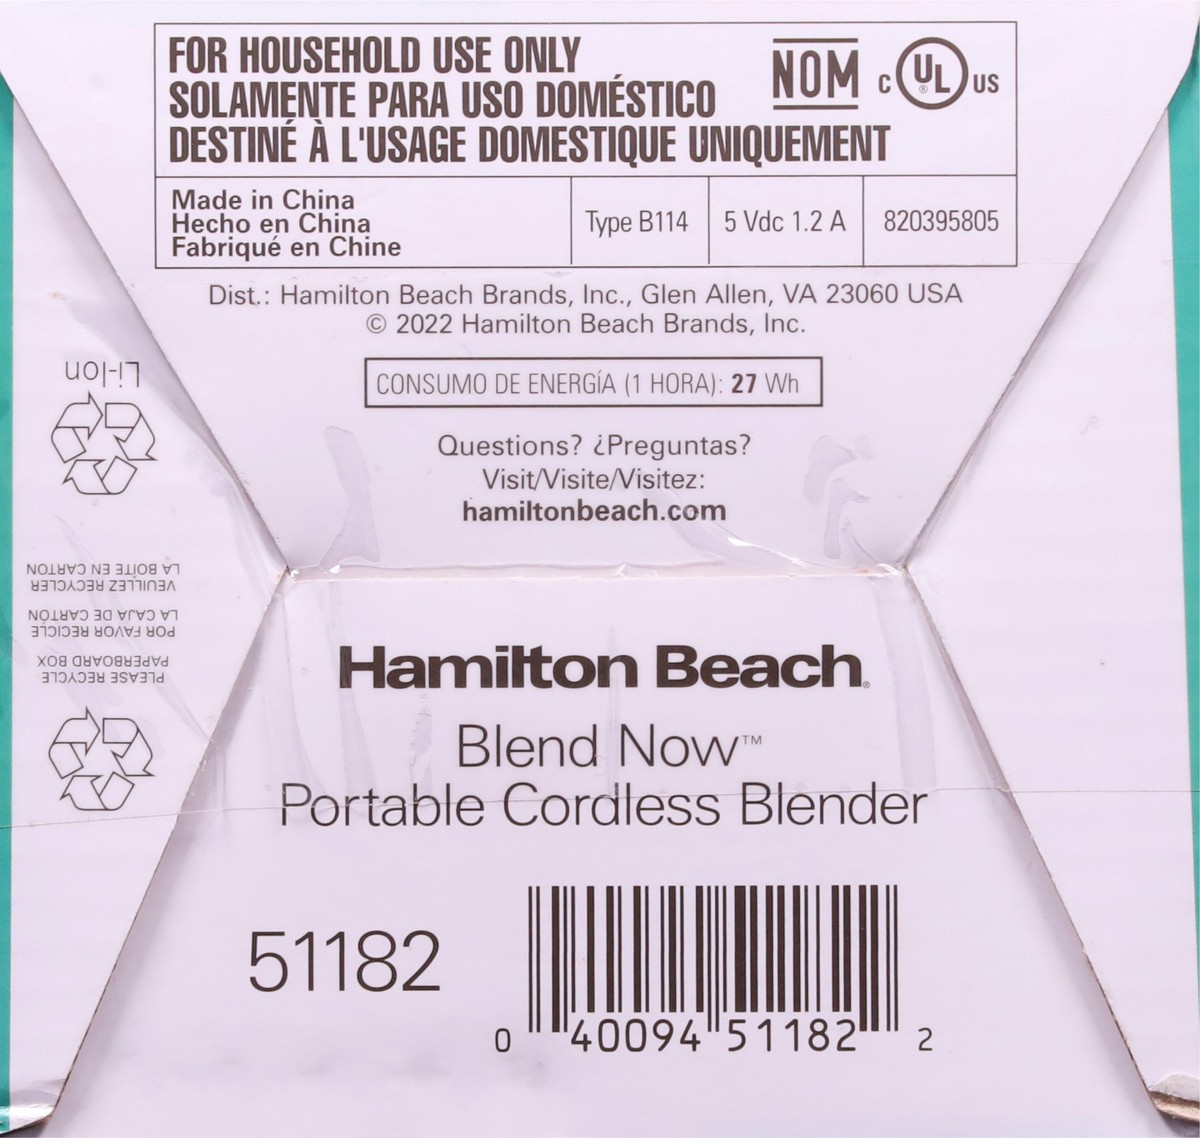 FOR HOUSEHOLD USE ONLY
SOLAMENTE PARA USO DOMÉSTICO
DESTINÉ À L'USAGE DOMESTIQUE UNIQUEMENT
NOM
C UL® US
Made in China
Hecho en China
Fabriqué en Chine
Type B114
5 Vdc 1.2 A
820395805
Dist.: Hamilton Beach Brands, Inc., Glen Allen, VA 23060 USA
© 2022 Hamilton Beach Brands, Inc.
CONSUMO DE ENERGÍA (1 HORA): 27 Wh
Questions? ¿Preguntas?
Visit/Visite/Visitez:
hamiltonbeach.com
Hamilton Beach®
Blend Now™
Portable Cordless Blender
51182
0 40094 51182 2
PLEASE RECYCLE
PAPERBOARD BOX
POR FAVOR RECICLE
LA CAJA DE CARTÓN
VEUILLEZ RECYCLER
LA BOÎTE EN CARTON
Li-Ion